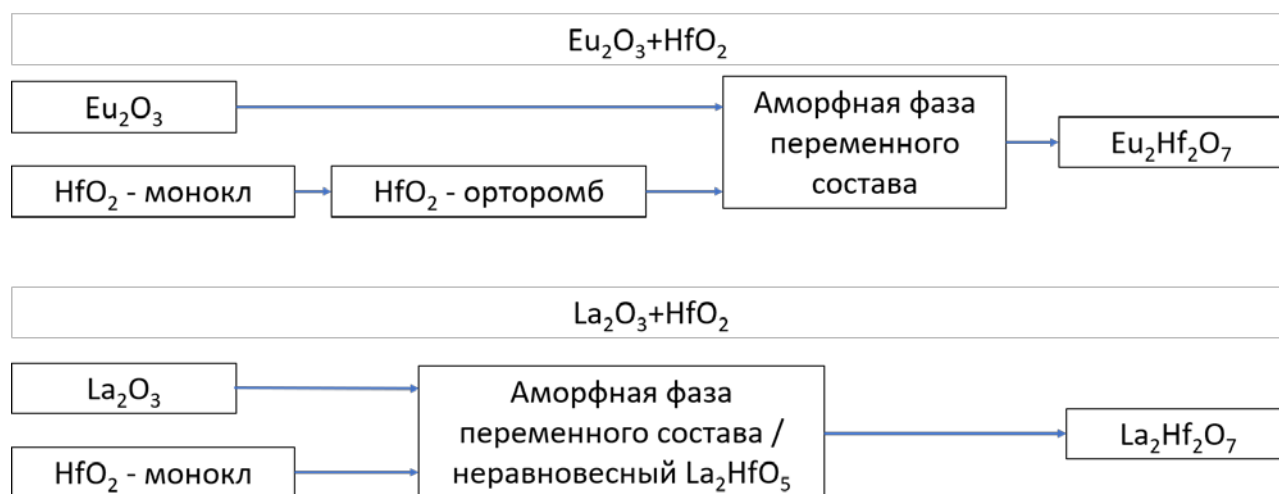 Eu₂O₃+HfO₂
Eu₂O₃
HfO₂ - монокл
HfO₂ - орторомб
Аморфная фаза
переменного
состава
Eu₂Hf₂O₇
La₂O₃+HfO₂
La₂O₃
HfO₂ - монокл
Аморфная фаза
переменного состава /
неравновесный La₂HfO₅
La₂Hf₂O₇